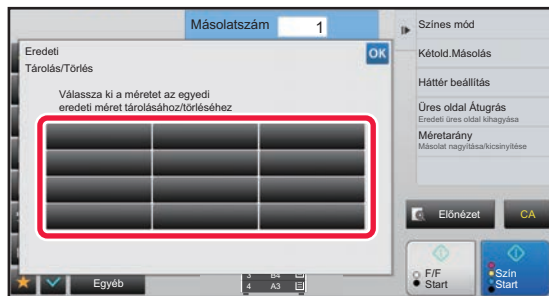 Másolatszám 1
Eredeti
OK
Tárolás/Törlés
Válassza ki a méretet az egyedi
eredeti méret tárolásához/törléséhez
Színes mód
Kétold.Másolás
Háttér beállítás
Üres oldal Átugrás
Eredeti üres oldal kihagyása
Méretarány
Másolat nagyítása/kicsinyítése
Előnézet
CA
3 B4
4 A3
Egyéb
F/F
Start
Szín
Start